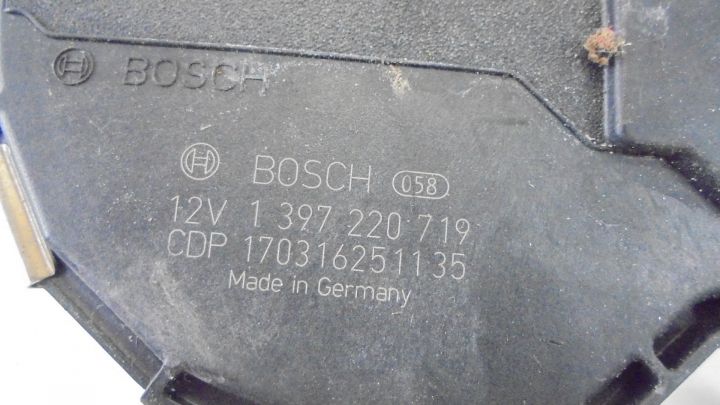 BOSCH
BOSCH 058
12V 1 397 220 719
CDP 170316251135
Made in Germany